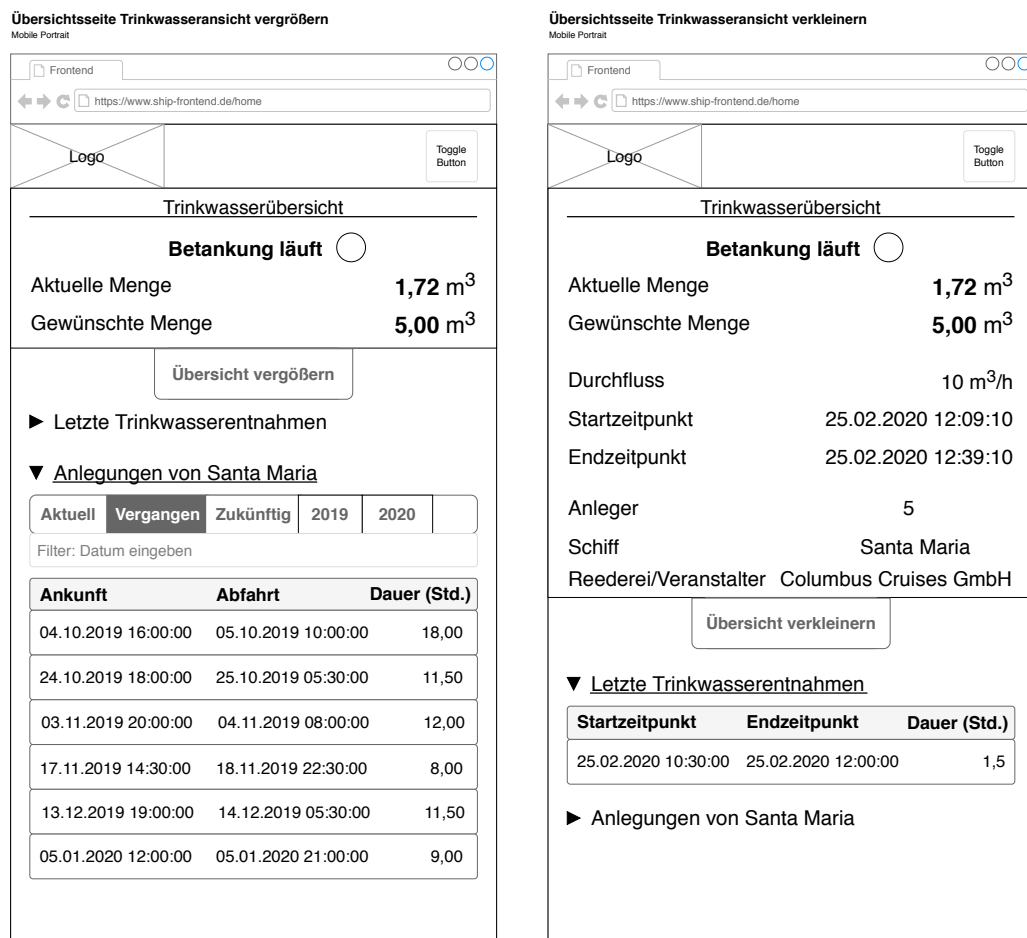 Übersichtsseite Trinkwasseransicht vergrößern
Mobile Portrait
Frontend
https://www.ship-frontend.de/home
Logo
Toggle
Button
Trinkwasserübersicht
Betankung läuft
Aktuelle Menge 1,72 m³
Gewünschte Menge 5,00 m³
Übersicht vergößern
Letzte Trinkwasserentnahmen
Anlegungen von Santa Maria
Aktuell Vergangen Zukünftig 2019 2020
Filter: Datum eingeben
Ankunft Abfahrt Dauer (Std.)
04.10.2019 16:00:00 05.10.2019 10:00:00 18,00
24.10.2019 18:00:00 25.10.2019 05:30:00 11,50
03.11.2019 20:00:00 04.11.2019 08:00:00 12,00
17.11.2019 14:30:00 18.11.2019 22:30:00 8,00
13.12.2019 19:00:00 14.12.2019 05:30:00 11,50
05.01.2020 12:00:00 05.01.2020 21:00:00 9,00
Übersichtsseite Trinkwasseransicht verkleinern
Mobile Portrait
Frontend
https://www.ship-frontend.de/home
Logo
Toggle
Button
Trinkwasserübersicht
Betankung läuft
Aktuelle Menge 1,72 m³
Gewünschte Menge 5,00 m³
Durchfluss 10 m³/h
Startzeitpunkt 25.02.2020 12:09:10
Endzeitpunkt 25.02.2020 12:39:10
Anleger 5
Schiff Santa Maria
Reederei/Veranstalter Columbus Cruises GmbH
Übersicht verkleinern
Letzte Trinkwasserentnahmen
Startzeitpunkt Endzeitpunkt Dauer (Std.)
25.02.2020 10:30:00 25.02.2020 12:00:00 1,5
Anlegungen von Santa Maria